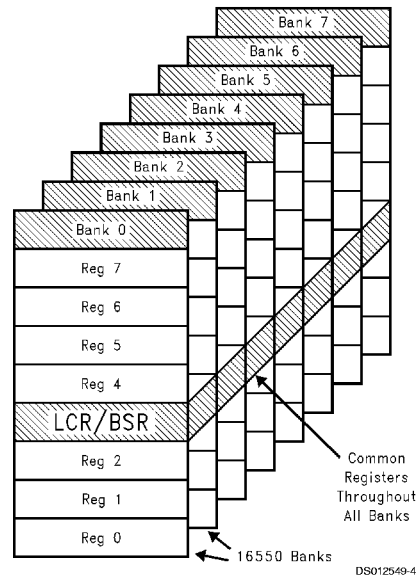 Bank 7
Bank 6
Bank 5
Bank 4
Bank 3
Bank 2
Bank 1
Bank 0
Reg 7
Reg 6
Reg 5
Reg 4
LCR/BSR
Reg 2
Reg 1
Reg 0
Common
Registers
Throughout
All Banks
16550 Banks
DS012549-4